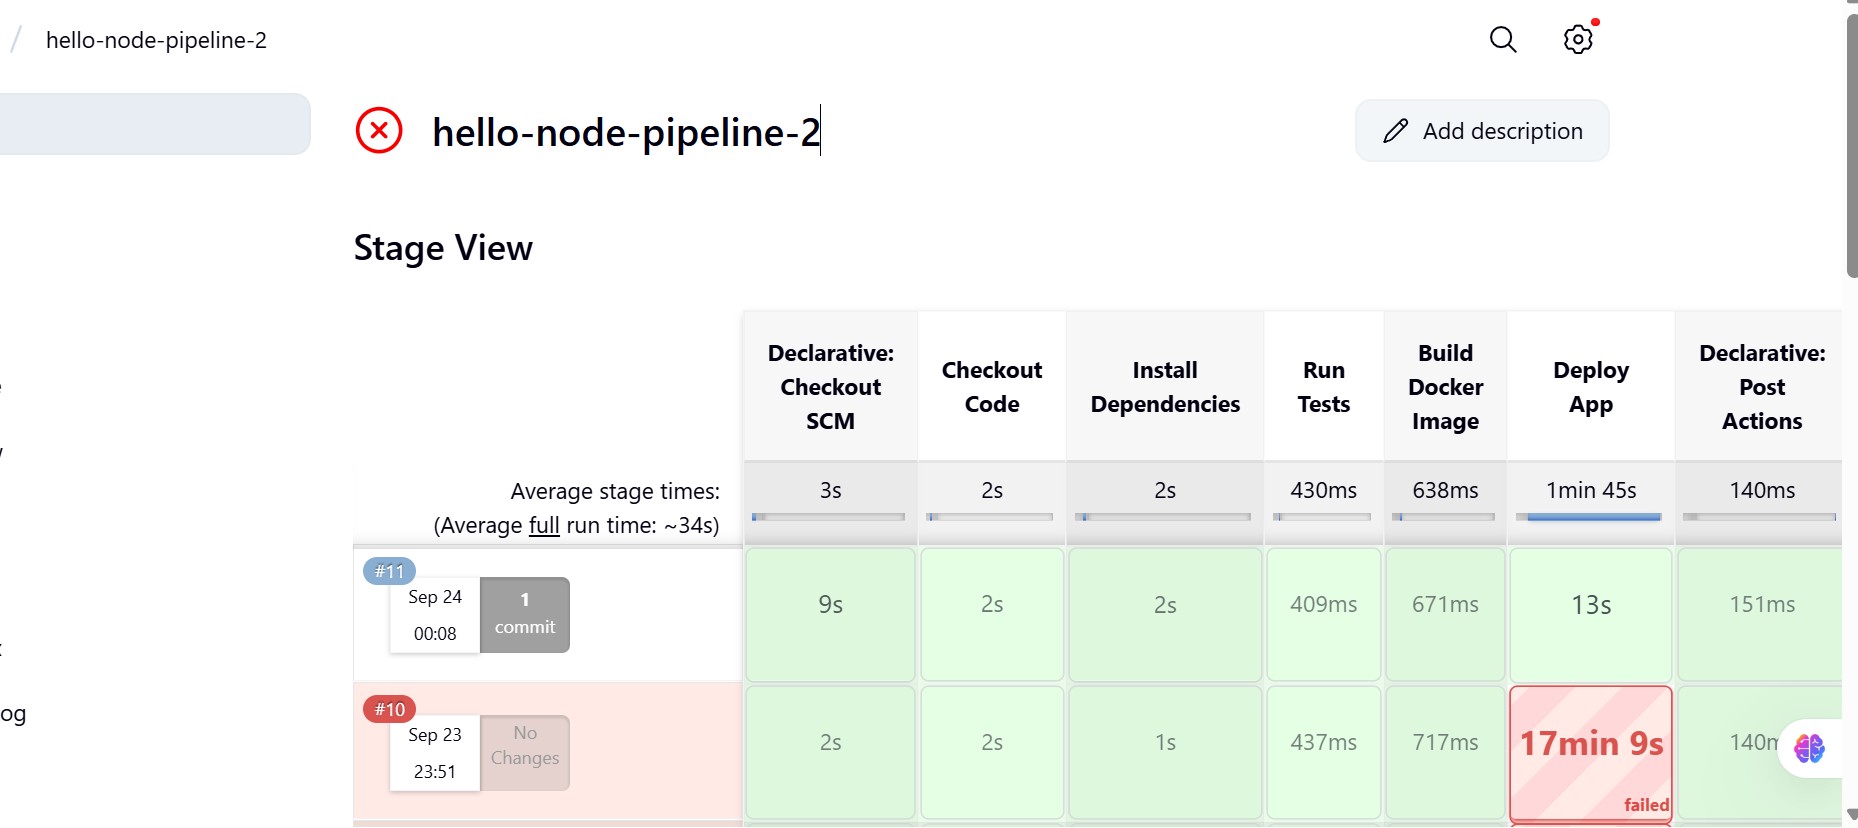 / hello-node-pipeline-2
hello-node-pipeline-2
Add description
Stage View
Declarative:
Checkout
SCM
Checkout
Code
Install
Dependencies
Run
Tests
Build
Docker
Image
Deploy
App
Declarative:
Post
Actions
Average stage times:
(Average full run time: ~34s)
3s
2s
2s
430ms
638ms
1min 45s
140ms
#11
Sep 24
00:08
1
commit
9s
2s
2s
409ms
671ms
13s
151ms
#10
Sep 23
23:51
No
Changes
2s
2s
1s
437ms
717ms
17min 9s
failed
og